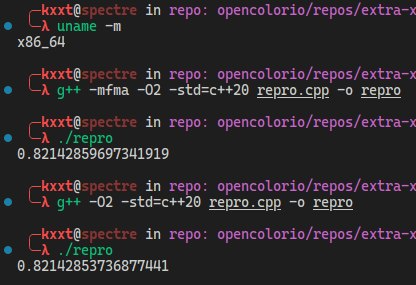 kxxt@spectre in repo: opencolorio/repos/extra-x
λ uname -m
x86_64
kxxt@spectre in repo: opencolorio/repos/extra-x
λ g++ -mfma -O2 -std=c++20 repro.cpp -o repro
kxxt@spectre in repo: opencolorio/repos/extra-x
λ ./repro
0.82142859697341919
kxxt@spectre in repo: opencolorio/repos/extra-x
λ g++ -O2 -std=c++20 repro.cpp -o repro
kxxt@spectre in repo: opencolorio/repos/extra-x
λ ./repro
0.82142853736877441